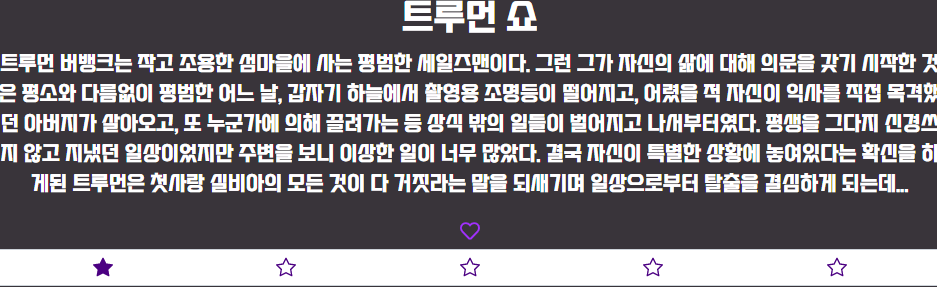 트루먼 쇼
트루먼 버뱅크는 작고 조용한 섬마을에 사는 평범한 세일즈맨이다. 그런 그가 자신의 삶에 대해 의문을 갖기 시작한 것
은 평소와 다름없이 평범한 어느 날, 갑자기 하늘에서 촬영용 조명등이 떨어지고, 어렸을 적 자신이 익사를 직접 목격했
던 아버지가 살아오고, 또 누군가에 의해 끌려가는 등 상식 밖의 일들이 벌어지고 나서부터였다. 평생을 그다지 신경쓰
지 않고 지냈던 일상이었지만 주변을 보니 이상한 일이 너무 많았다. 결국 자신이 특별한 상황에 놓여있다는 확신을 하
게된 트루먼은 첫사랑 실비아의 모든 것이 다 거짓라는 말을 되새기며 일상으로부터 탈출을 결심하게 되는데...